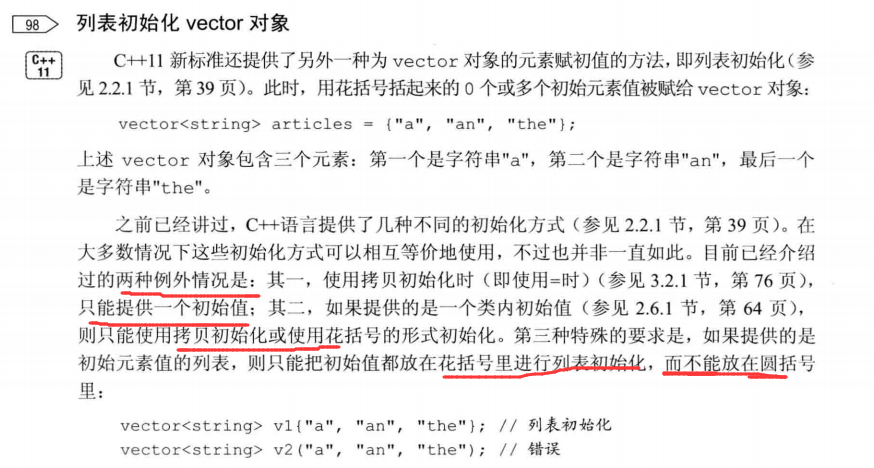 98 列表初始化 vector 对象
C++ 11
C++11 新标准还提供了另外一种为 vector 对象的元素赋初值的方法，即列表初始化（参
见 2.2.1 节，第 39 页）。此时，用花括号括起来的 0 个或多个初始元素值被赋给 vector 对象：
vector<string> articles = {"a", "an", "the"};
上述 vector 对象包含三个元素：第一个是字符串"a"，第二个是字符串"an"，最后一个
是字符串"the"。
之前已经讲过，C++语言提供了几种不同的初始化方式（参见 2.2.1 节，第 39 页）。在
大多数情况下这些初始化方式可以相互等价地使用，不过也并非一直如此。目前已经介绍
过的两种例外情况是：其一，使用拷贝初始化时（即使用=时）（参见 3.2.1 节，第 76 页），
只能提供一个初始值；其二，如果提供的是一个类内初始值（参见 2.6.1 节，第 64 页），
则只能使用拷贝初始化或使用花括号的形式初始化。第三种特殊的要求是，如果提供的是
初始元素值的列表，则只能把初始值都放在花括号里进行列表初始化，而不能放在圆括号
里：
vector<string> v1{"a", "an", "the"}; // 列表初始化
vector<string> v2("a", "an", "the"); // 错误